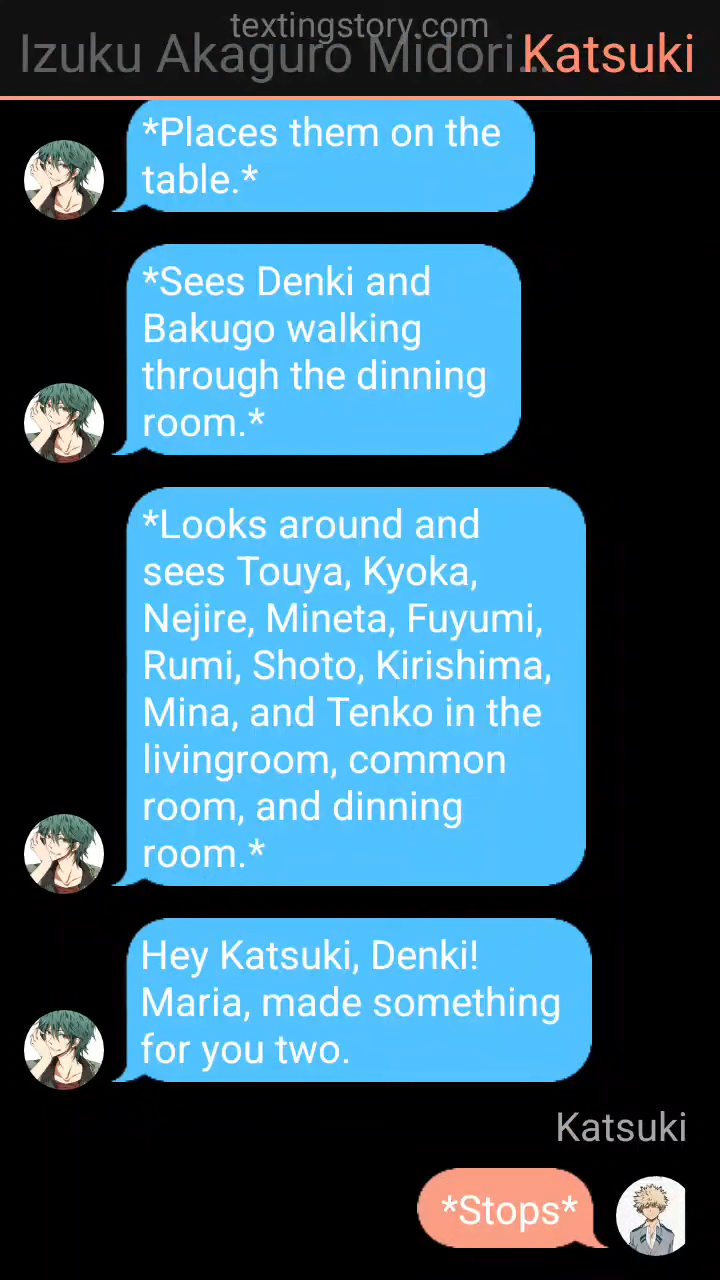 textingstory.com
Izuku Akaguro Midori...
Katsuki
*Places them on the
table.*
*Sees Denki and
Bakugo walking
through the dinning
room.*
*Looks around and
sees Touya, Kyoka,
Nejire, Mineta, Fuyumi,
Rumi, Shoto, Kirishima,
Mina, and Tenko in the
livingroom, common
room, and dinning
room.*
Hey Katsuki, Denki!
Maria, made something
for you two.
Katsuki
*Stops*